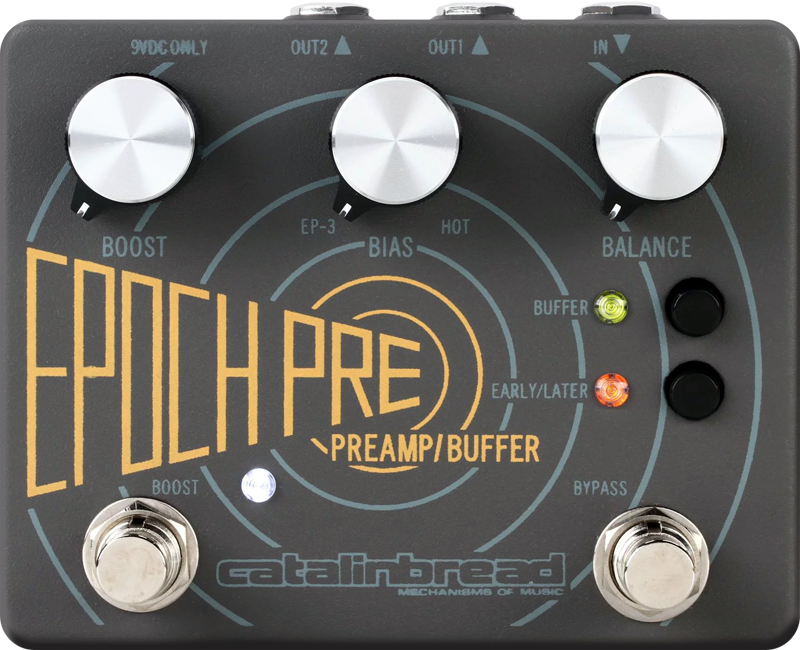 9VDC ONLY
OUT2 ▲
OUT1 ▲
IN ▼
BOOST
EP-3
BIAS
HOT
BALANCE
EPOCH PRE
PREAMP/BUFFER
BUFFER
EARLY/LATER
BOOST
BYPASS
catalinbread
MECHANISMS OF MUSIC